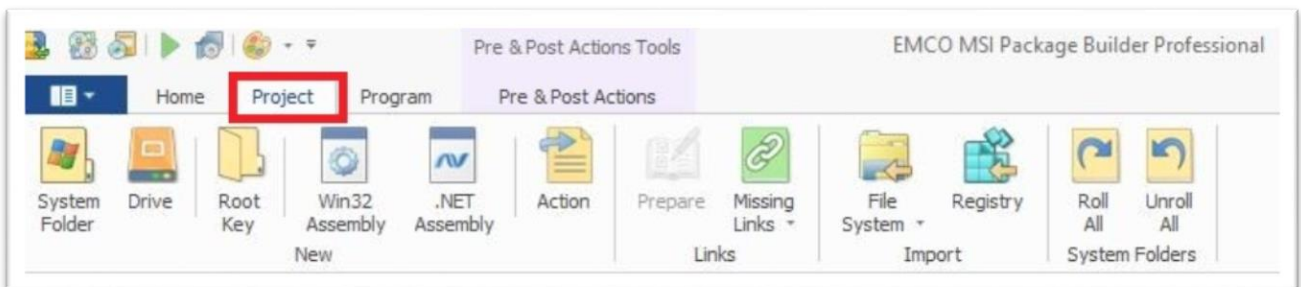 Pre & Post Actions Tools EMCO MSI Package Builder Professional
Home Project Program Pre & Post Actions
System Folder
Drive
Root Key
Win32 Assembly
.NET Assembly
Action
Prepare
Missing Links
File System
Registry
Roll All
Unroll All
New Links Import System Folders